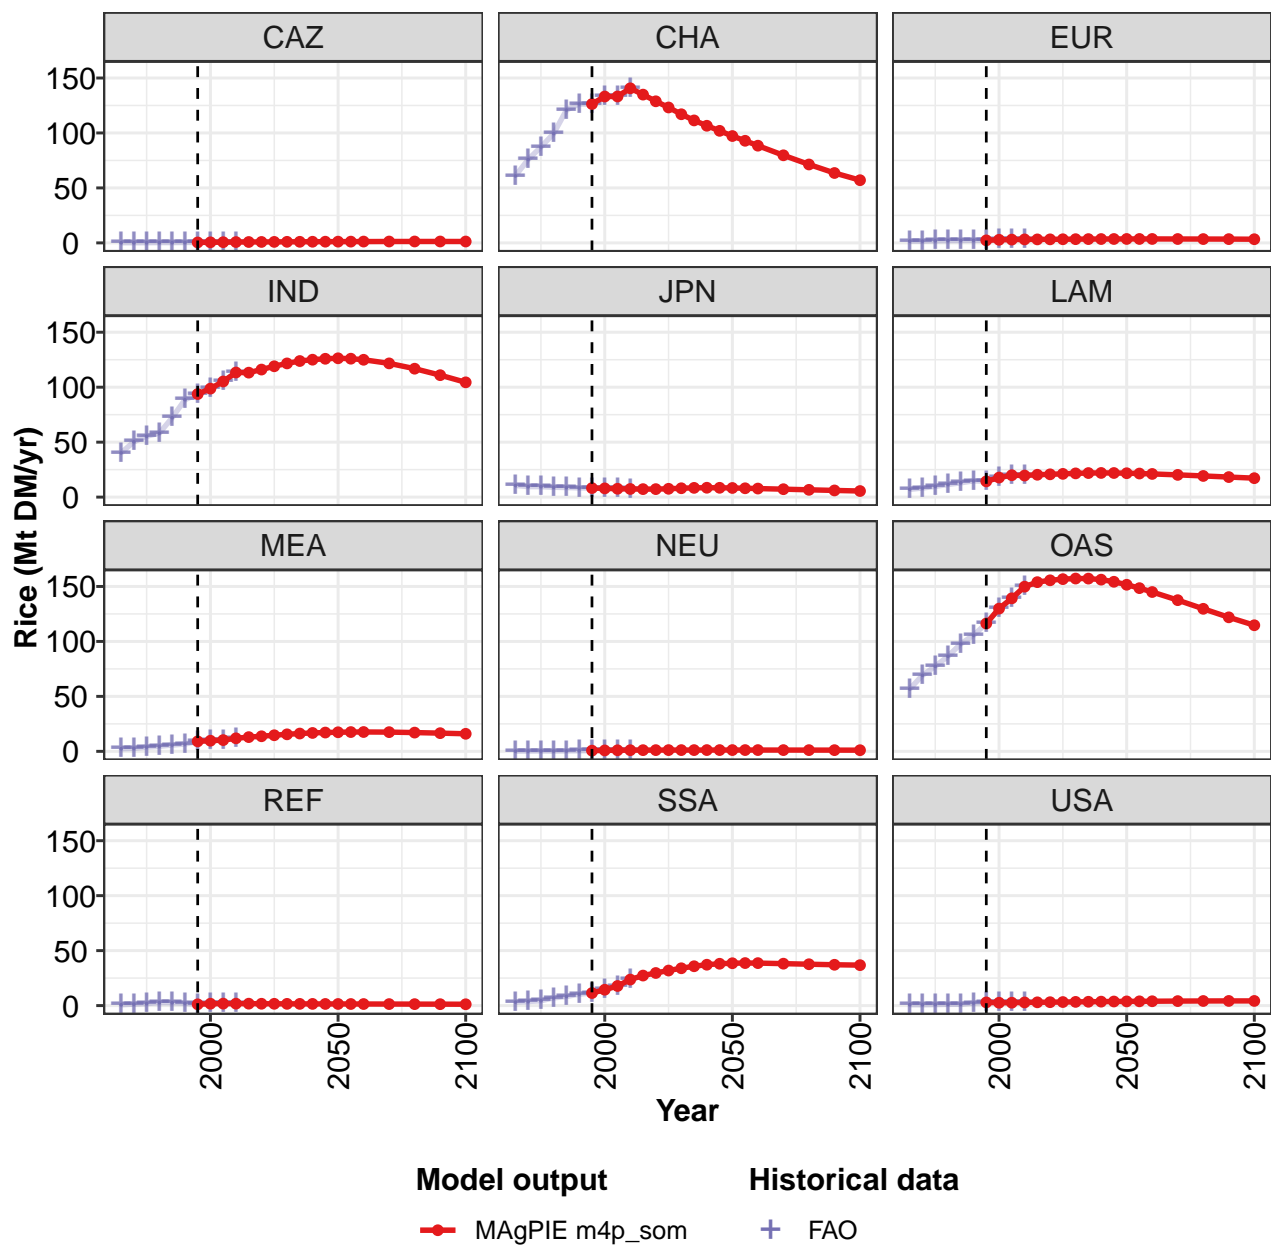 CAZ
CHA
EUR
150
100
50
0
IND
JPN
LAM
150
100
50
0
MEA
NEU
OAS
150
100
50
0
REF
SSA
USA
150
100
50
0
Rice (Mt DM/yr)
2000
2050
2100
2000
2050
2100
2000
2050
2100
Year
Model output
Historical data
MAgPIE m4p_som
FAO